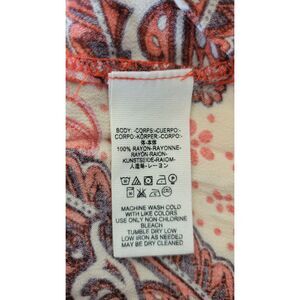 BODY: -CORPS:-CUERPO:-
CORPO:-KÖRPER:-CORPO:-
体:-本体:
100% RAYON-RAYONNE-
RAYÓN-RAION-
KUNSTSEIDE-RAIOM-
人造棉-レーヨン
MACHINE WASH COLD
WITH LIKE COLORS
USE ONLY NON-CHLORINE
BLEACH
TUMBLE DRY LOW
LOW IRON AS NEEDED
MAY BE DRY CLEANED